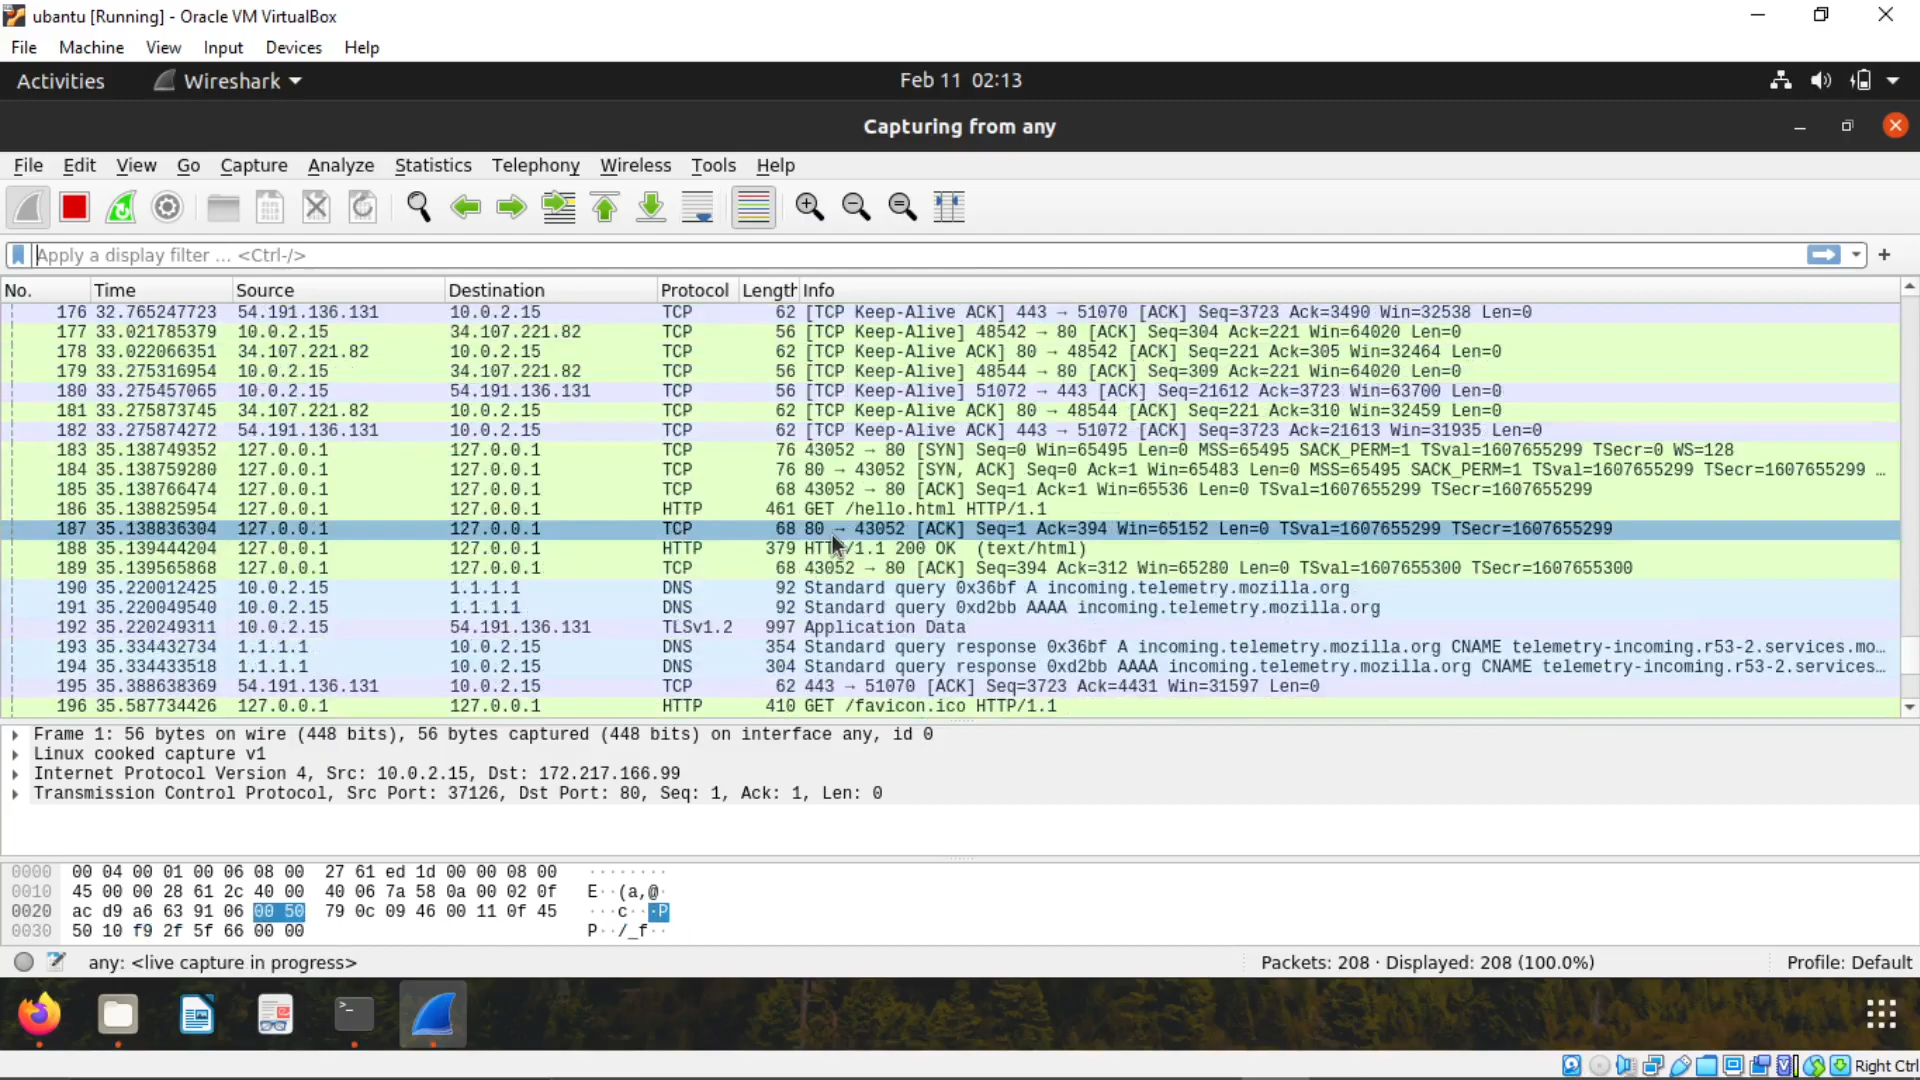 ubantu [Running] - Oracle VM VirtualBox
File Machine View Input Devices Help
Activities Wireshark Feb 11 02:13
Capturing from any
File Edit View Go Capture Analyze Statistics Telephony Wireless Tools Help
Apply a display filter ... <Ctrl-/>
No. Time Source Destination Protocol Length Info
176 32.765247723 54.191.136.131 10.0.2.15 TCP 62 [TCP Keep-Alive ACK] 443 → 51070 [ACK] Seq=3723 Ack=3490 Win=32538 Len=0
177 33.021785379 10.0.2.15 34.107.221.82 TCP 56 [TCP Keep-Alive] 48542 → 80 [ACK] Seq=304 Ack=221 Win=64020 Len=0
178 33.022066351 34.107.221.82 10.0.2.15 TCP 62 [TCP Keep-Alive ACK] 80 → 48542 [ACK] Seq=221 Ack=305 Win=32464 Len=0
179 33.275316954 10.0.2.15 34.107.221.82 TCP 56 [TCP Keep-Alive] 48544 → 80 [ACK] Seq=309 Ack=221 Win=64020 Len=0
180 33.275457065 10.0.2.15 54.191.136.131 TCP 56 [TCP Keep-Alive] 51072 → 443 [ACK] Seq=21612 Ack=3723 Win=63700 Len=0
181 33.275873745 34.107.221.82 10.0.2.15 TCP 62 [TCP Keep-Alive ACK] 80 → 48544 [ACK] Seq=221 Ack=310 Win=32459 Len=0
182 33.275874272 54.191.136.131 10.0.2.15 TCP 62 [TCP Keep-Alive ACK] 443 → 51072 [ACK] Seq=3723 Ack=21613 Win=31935 Len=0
183 35.138749352 127.0.0.1 127.0.0.1 TCP 76 43052 → 80 [SYN] Seq=0 Win=65495 Len=0 MSS=65495 SACK_PERM=1 TSval=1607655299 TSecr=0 WS=128
184 35.138759280 127.0.0.1 127.0.0.1 TCP 76 80 → 43052 [SYN, ACK] Seq=0 Ack=1 Win=65483 Len=0 MSS=65495 SACK_PERM=1 TSval=1607655299 TSecr=1607655299 …
185 35.138766474 127.0.0.1 127.0.0.1 TCP 68 43052 → 80 [ACK] Seq=1 Ack=1 Win=65536 Len=0 TSval=1607655299 TSecr=1607655299
186 35.138825954 127.0.0.1 127.0.0.1 HTTP 461 GET /hello.html HTTP/1.1
187 35.138836304 127.0.0.1 127.0.0.1 TCP 68 80 → 43052 [ACK] Seq=1 Ack=394 Win=65152 Len=0 TSval=1607655299 TSecr=1607655299
188 35.139444204 127.0.0.1 127.0.0.1 HTTP 379 HTTP/1.1 200 OK (text/html)
189 35.139565868 127.0.0.1 127.0.0.1 TCP 68 43052 → 80 [ACK] Seq=394 Ack=312 Win=65280 Len=0 TSval=1607655300 TSecr=1607655300
190 35.220012425 10.0.2.15 1.1.1.1 DNS 92 Standard query 0x36bf A incoming.telemetry.mozilla.org
191 35.220049540 10.0.2.15 1.1.1.1 DNS 92 Standard query 0xd2bb AAAA incoming.telemetry.mozilla.org
192 35.220249311 10.0.2.15 54.191.136.131 TLSv1.2 997 Application Data
193 35.334432734 1.1.1.1 10.0.2.15 DNS 354 Standard query response 0x36bf A incoming.telemetry.mozilla.org CNAME telemetry-incoming.r53-2.services.mo…
194 35.334433518 1.1.1.1 10.0.2.15 DNS 304 Standard query response 0xd2bb AAAA incoming.telemetry.mozilla.org CNAME telemetry-incoming.r53-2.services…
195 35.388638369 54.191.136.131 10.0.2.15 TCP 62 443 → 51070 [ACK] Seq=3723 Ack=4431 Win=31597 Len=0
196 35.587734426 127.0.0.1 127.0.0.1 HTTP 410 GET /favicon.ico HTTP/1.1
Frame 1: 56 bytes on wire (448 bits), 56 bytes captured (448 bits) on interface any, id 0
Linux cooked capture v1
Internet Protocol Version 4, Src: 10.0.2.15, Dst: 172.217.166.99
Transmission Control Protocol, Src Port: 37126, Dst Port: 80, Seq: 1, Ack: 1, Len: 0
0000 00 04 00 01 00 06 08 00 27 61 ed 1d 00 00 08 00 ········
0010 45 00 00 28 61 2c 40 00 40 06 7a 58 0a 00 02 0f E··(a,@·
0020 ac d9 a6 63 91 06 00 50 79 0c 09 46 00 11 0f 45 ···c···P
0030 50 10 f9 2f 5f 66 00 00 P··/_f··
any: <live capture in progress> Packets: 208 · Displayed: 208 (100.0%) Profile: Default
Right Ctrl